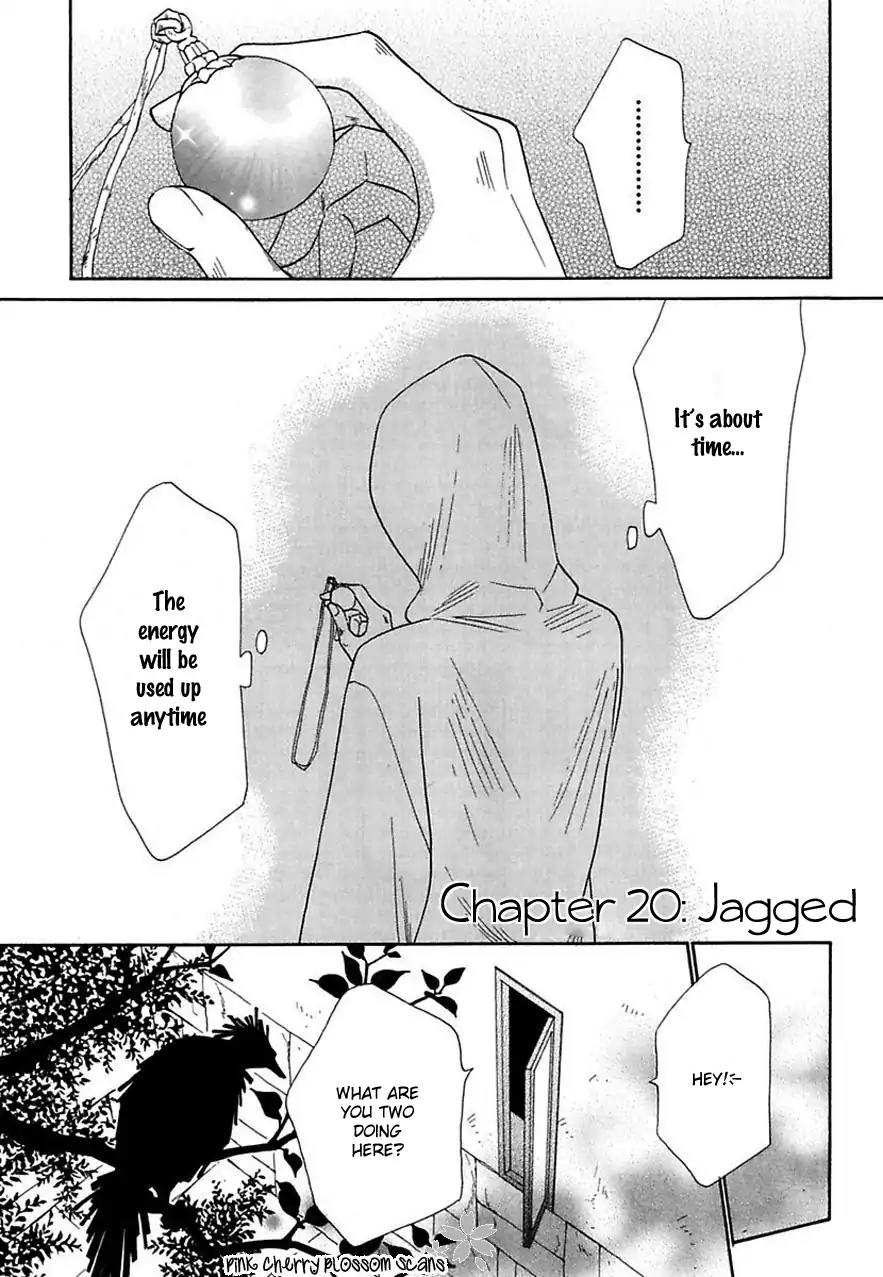 ………
It's about
time...
The
energy
will be
used up
anytime
Chapter 20: Jagged
HEY!
WHAT ARE
YOU TWO
DOING
HERE?
PINK CHERRY BLOSSOM SCANS